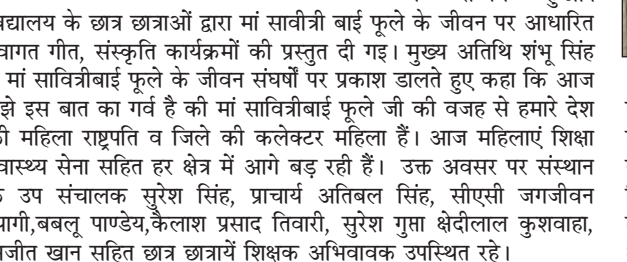 बद्यालय के छात्र छात्राओं द्वारा मां सावीत्री बाई फूले के जीवन पर आधारित
वागत गीत, संस्कृति कार्यक्रमों की प्रस्तुत दी गइ। मुख्य अतिथि शंभू सिंह
मां सावित्रीबाई फूले के जीवन संघर्षों पर प्रकाश डालते हुए कहा कि आज
झे इस बात का गर्व है की मां सावित्रीबाई फूले जी की वजह से हमारे देश
की महिला राष्ट्रपति व जिले की कलेक्टर महिला हैं। आज महिलाएं शिक्षा
वास्थ्य सेना सहित हर क्षेत्र में आगे बड़ रही हैं। उक्त अवसर पर संस्थान
उप संचालक सुरेश सिंह, प्राचार्य अतिबल सिंह, सीएसी जगजीवन
यागी,बबलू पाण्डेय,कैलाश प्रसाद तिवारी, सुरेश गुप्ता क्षेदीलाल कुशवाहा,
जीत खान सहित छात्र छात्रायें शिक्षक अभिवावक उपस्थित रहे।